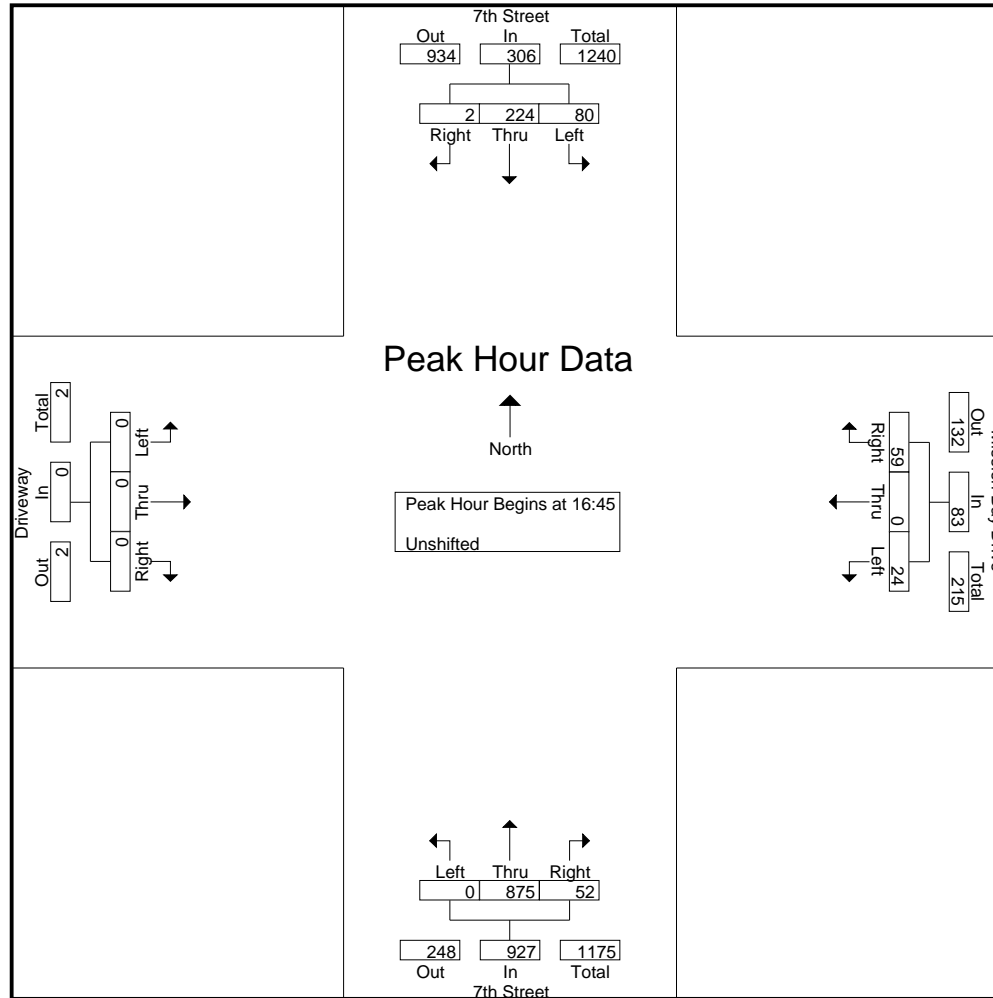 7th Street
Out In Total
934 306 1240
2 224 80
Right Thru Left
Peak Hour Data
North
Peak Hour Begins at 16:45
Unshifted
Driveway
Out In Total
2 0 2
Right Thru Left
0 0 0
Out In Total
132 83 215
Right Thru Left
59 0 24
Left Thru Right
0 875 52
248 927 1175
Out In Total
7th Street